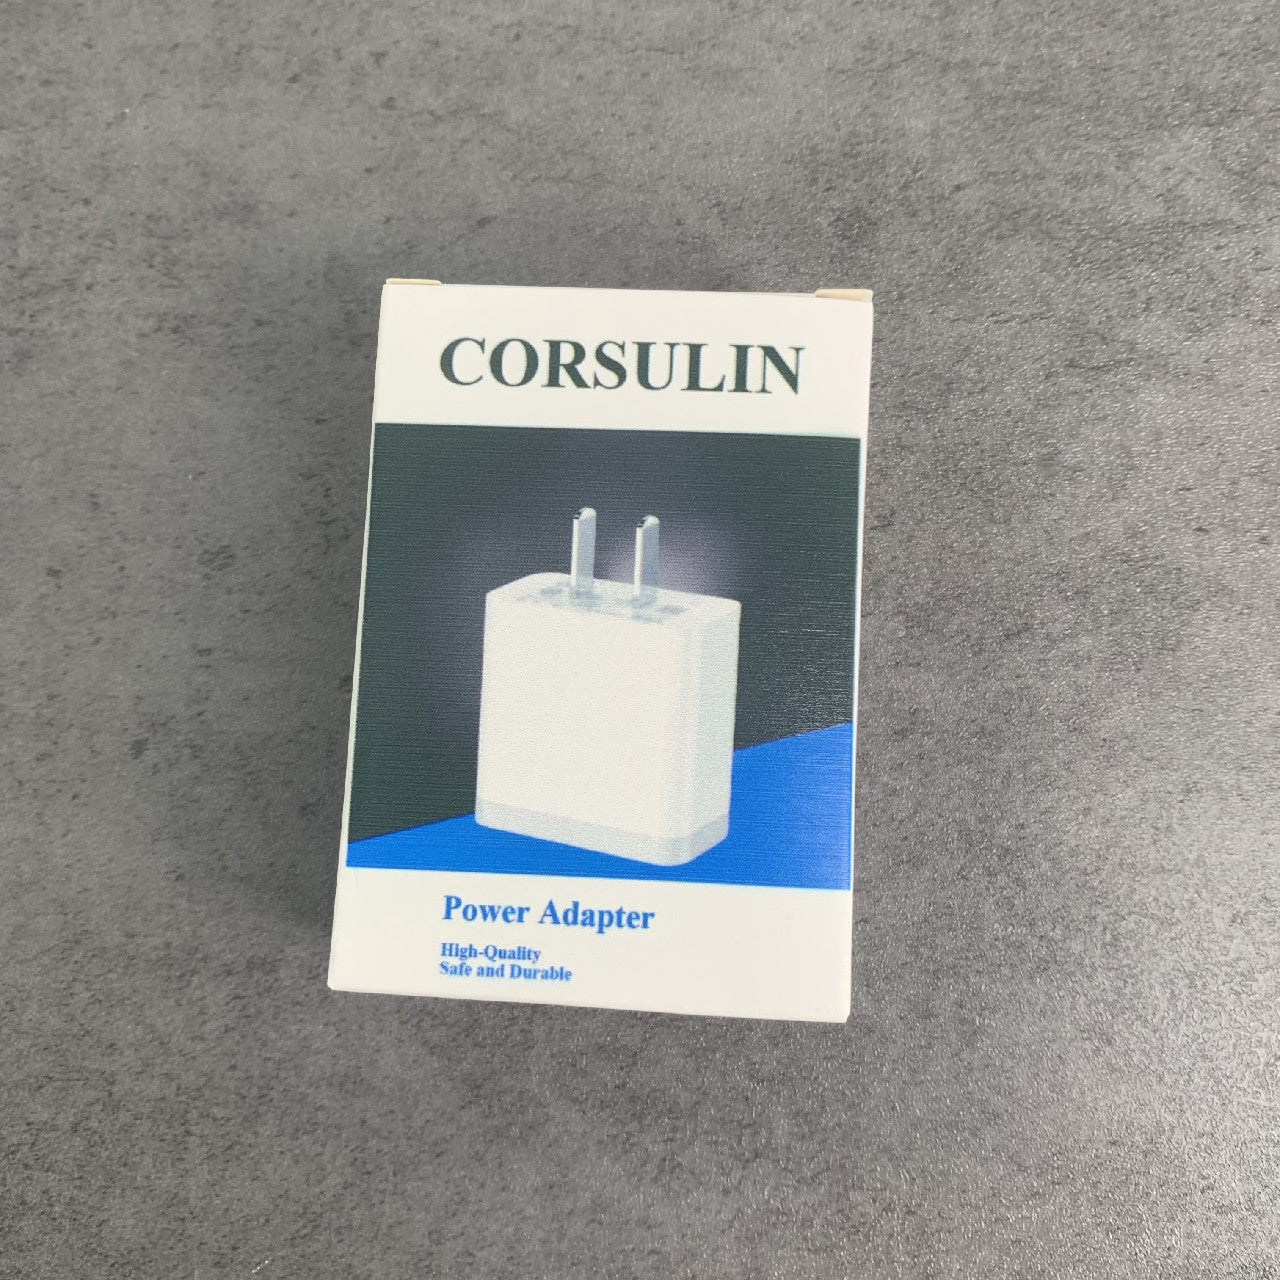 CORSULIN
Power Adapter
High-Quality
Safe and Durable